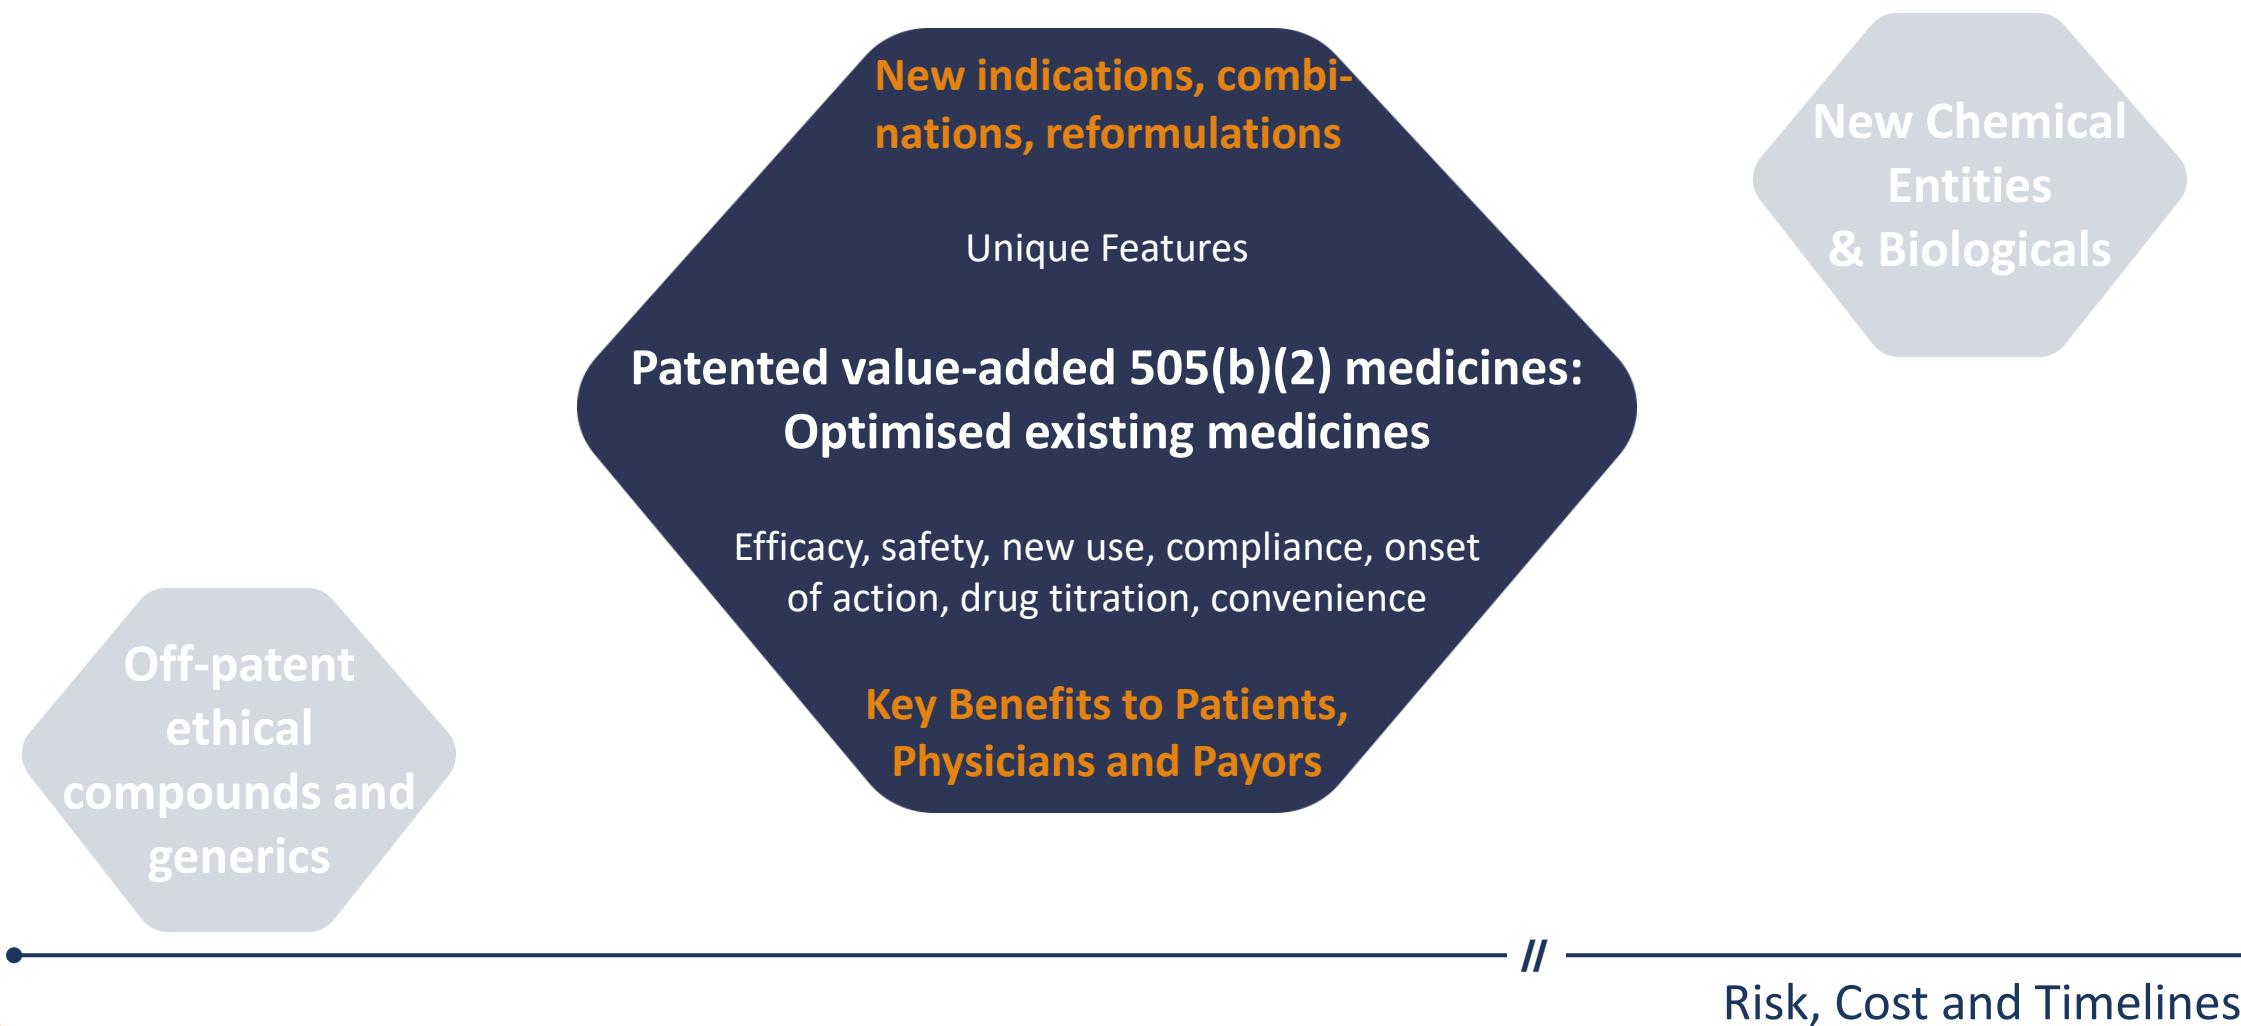 New indications, combi-
nations, reformulations
Unique Features
Patented value-added 505(b)(2) medicines:
Optimised existing medicines
Efficacy, safety, new use, compliance, onset
of action, drug titration, convenience
Key Benefits to Patients,
Physicians and Payors
New Chemical
Entities
& Biologicals
Off-patent
ethical
compounds and
generics
//
Risk, Cost and Timelines